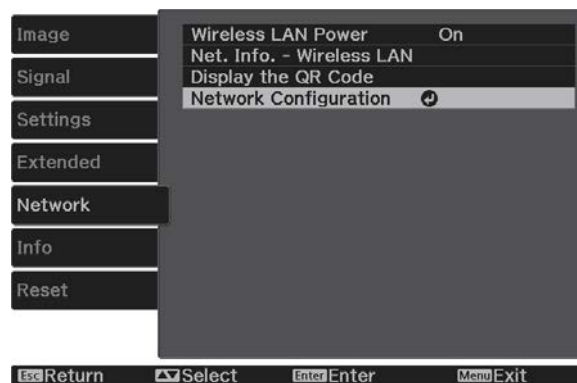 Image
Signal
Settings
Extended
Network
Info
Reset
Wireless LAN Power On
Net. Info. - Wireless LAN
Display the QR Code
Network Configuration
Esc Return Select Enter Enter Menu Exit